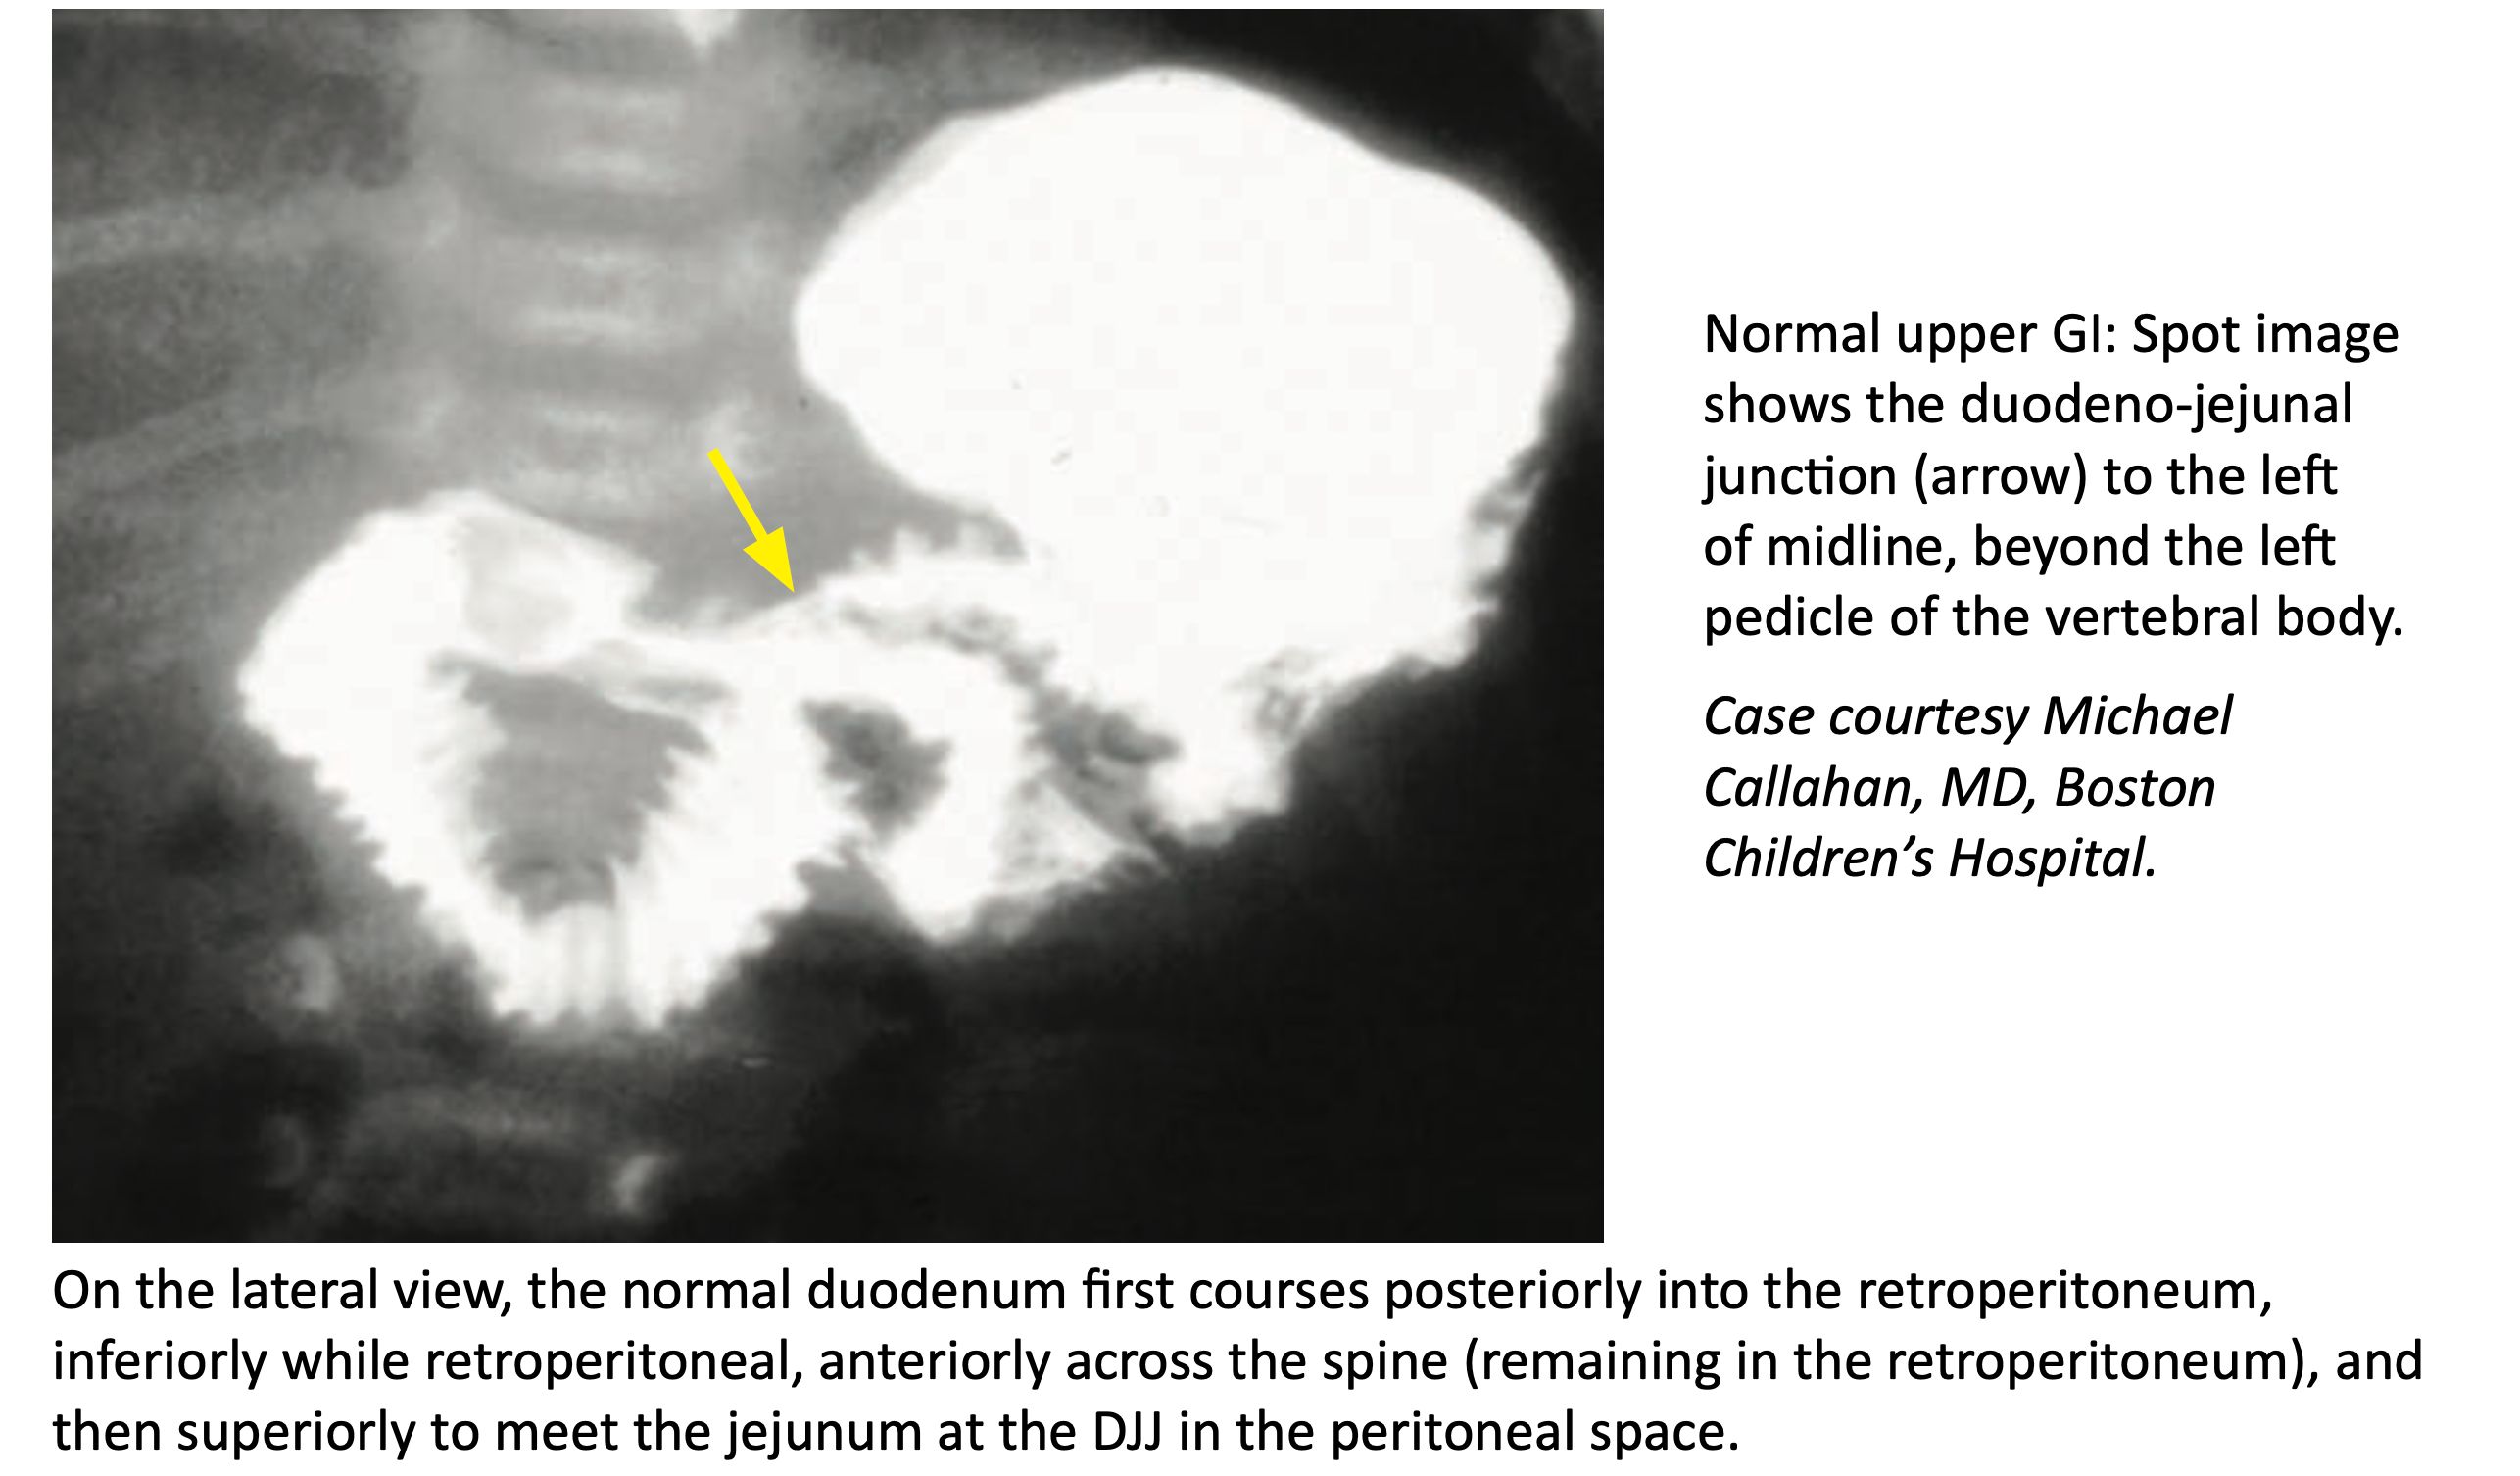 Normal upper GI: Spot image
shows the duodeno-jejunal
junction (arrow) to the left
of midline, beyond the left
pedicle of the vertebral body.
Case courtesy Michael
Callahan, MD, Boston
Children’s Hospital.
On the lateral view, the normal duodenum first courses posteriorly into the retroperitoneum,
inferiorly while retroperitoneal, anteriorly across the spine (remaining in the retroperitoneum), and
then superiorly to meet the jejunum at the DJJ in the peritoneal space.